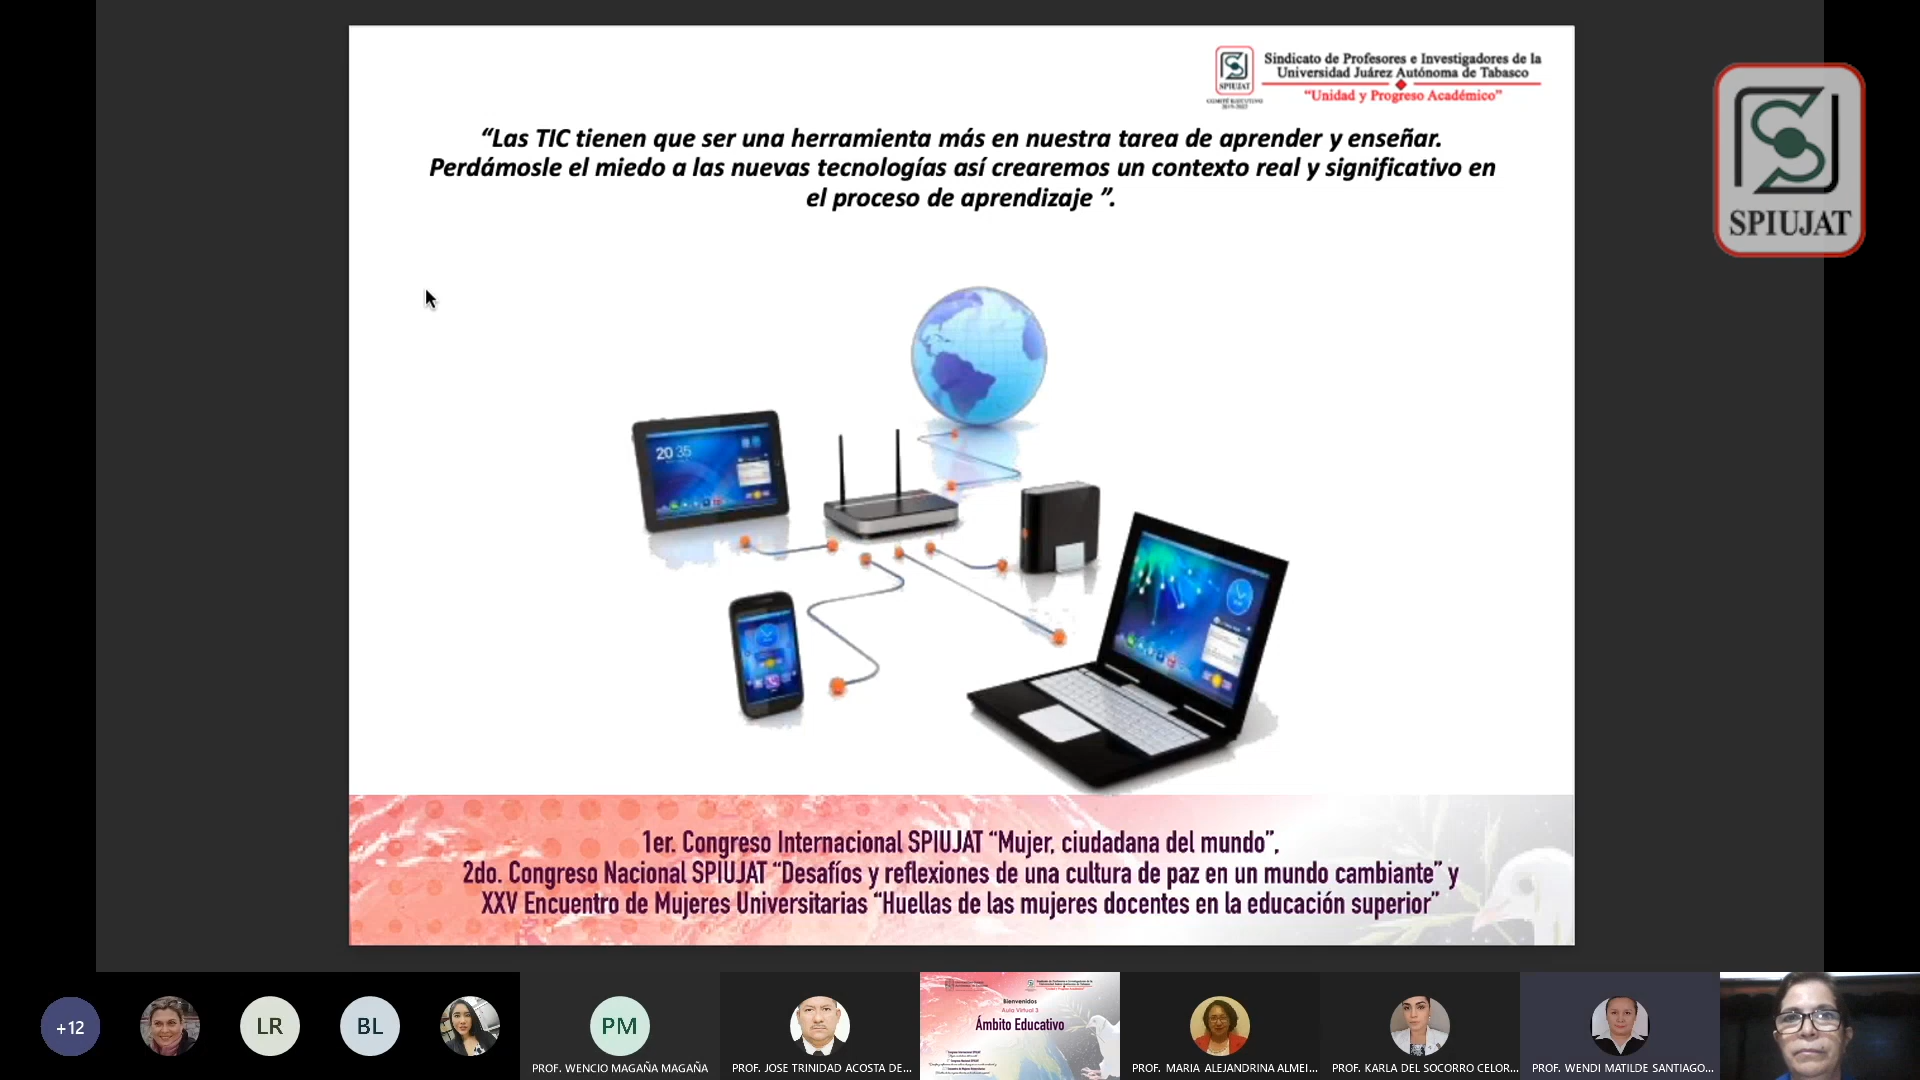 Sindicato de Profesores e Investigadores de la
Universidad Juárez Autónoma de Tabasco
“Unidad y Progreso Académico”
SPIUJAT
COMITÉ EJECUTIVO
“Las TIC tienen que ser una herramienta más en nuestra tarea de aprender y enseñar.
Perdámosle el miedo a las nuevas tecnologías así crearemos un contexto real y significativo en
el proceso de aprendizaje ”.
SPIUJAT
20 35
1er. Congreso Internacional SPIUJAT “Mujer, ciudadana del mundo”,
2do. Congreso Nacional SPIUJAT “Desafíos y reflexiones de una cultura de paz en un mundo cambiante” y
XXV Encuentro de Mujeres Universitarias “Huellas de las mujeres docentes en la educación superior”
+12
LR
BL
PM
PROF. WENCIO MAGAÑA MAGAÑA
PROF. JOSE TRINIDAD ACOSTA DE...
Bienvenidos
Aula Virtual 3
Ámbito Educativo
PROF. MARIA ALEJANDRINA ALMEI...
PROF. KARLA DEL SOCORRO CELOR...
PROF. WENDI MATILDE SANTIAGO...